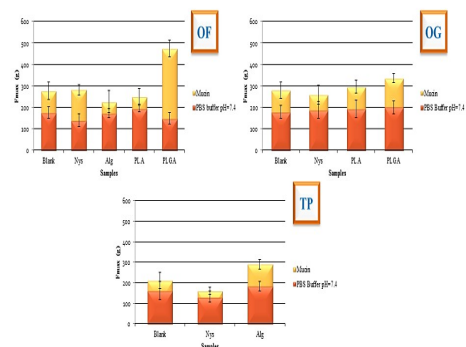 OF
600
500
400
300
200
100
0
Fmax (g)
Blank Nys Alg PLA PLGA
Samples
Mucin
PBS Buffer pH=7.4
OG
600
500
400
300
200
100
0
Blank Nys PLA PLGA
Samples
Mucin
PBS Buffer pH=7.4
TP
600
500
400
300
200
100
0
Fmax (g)
Blank Nys Alg
Samples
Mucin
PBS Buffer pH=7.4